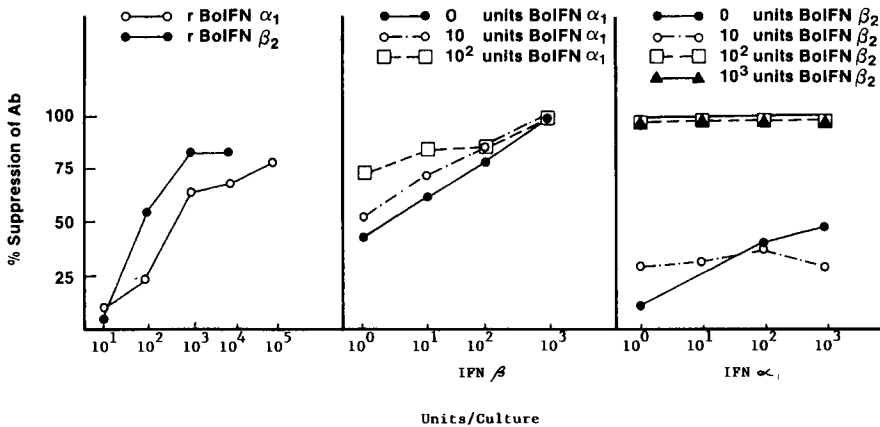 r BoIFN α₁
r BoIFN β₂
0 units BoIFN α₁
10 units BoIFN α₁
10² units BoIFN α₁
0 units BoIFN β₂
10 units BoIFN β₂
10² units BoIFN β₂
10³ units BoIFN β₂
% Suppression of Ab
100
75
50
25
10¹ 10² 10³ 10⁴ 10⁵
10⁰ 10¹ 10² 10³
10⁰ 10¹ 10² 10³
IFN β
IFN α₁
Units/Culture